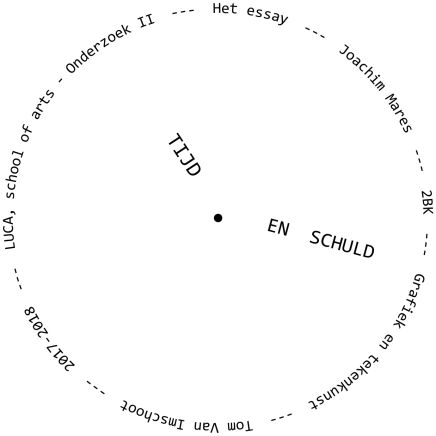 Het essay
---
Joachim Mares
---
2BK
---
Grafiek en tekenkunst
---
Tom Van Imschoot
---
2017-2018
---
LUCA, school of arts - Onderzoek II
---
TIJD
EN SCHULD